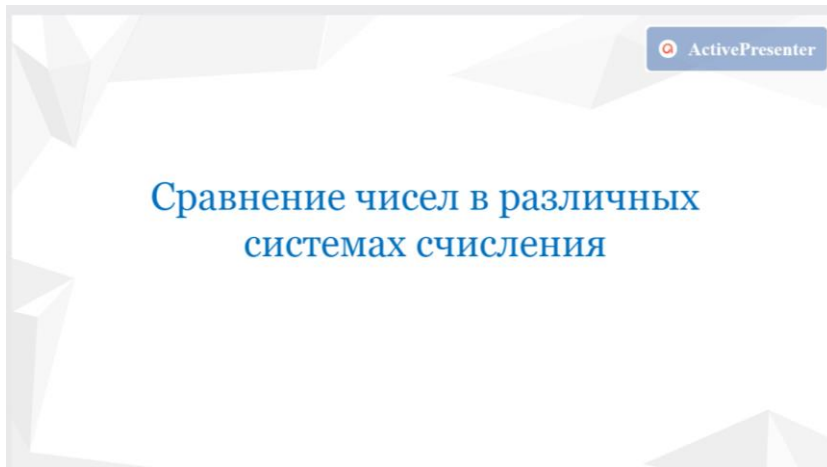 ActivePresenter
Сравнение чисел в различных
системах счисления